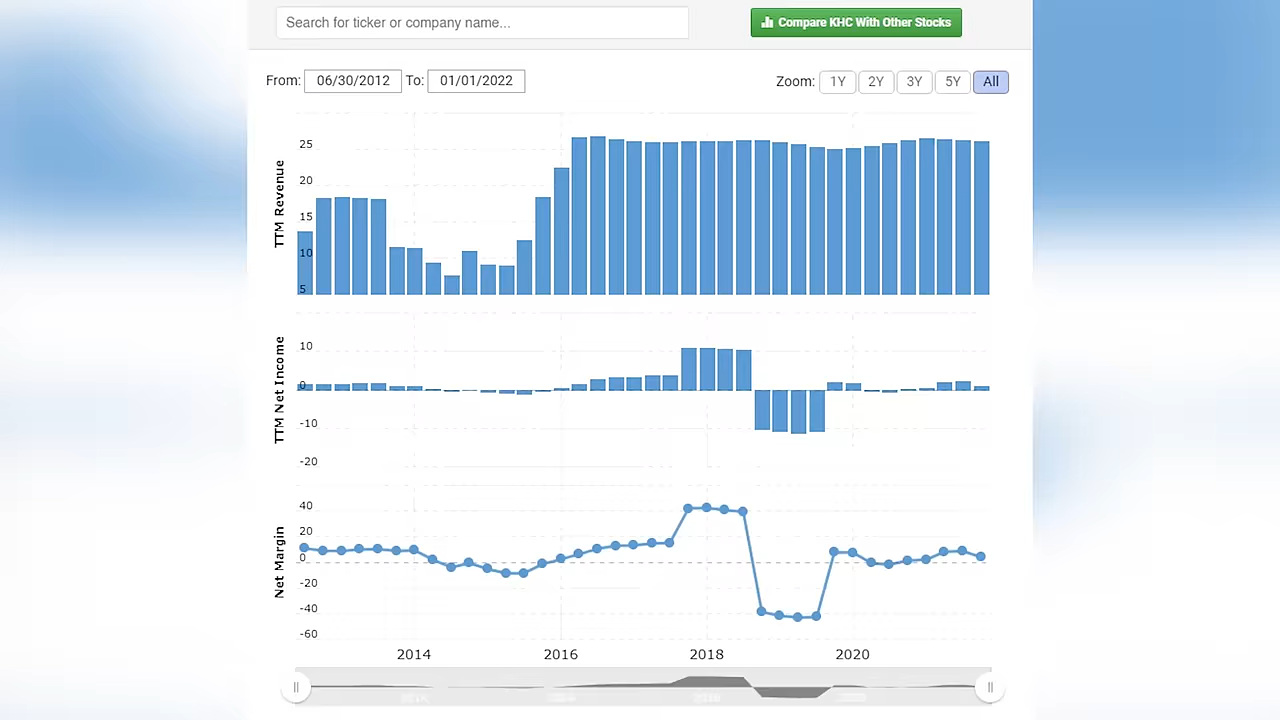 Search for ticker or company name...
Compare KHC With Other Stocks
From: 06/30/2012 To: 01/01/2022
Zoom: 1Y 2Y 3Y 5Y All
TTM Revenue
25
20
15
10
5
TTM Net Income
10
0
-10
-20
Net Margin
40
20
0
-20
-40
-60
2014 2016 2018 2020